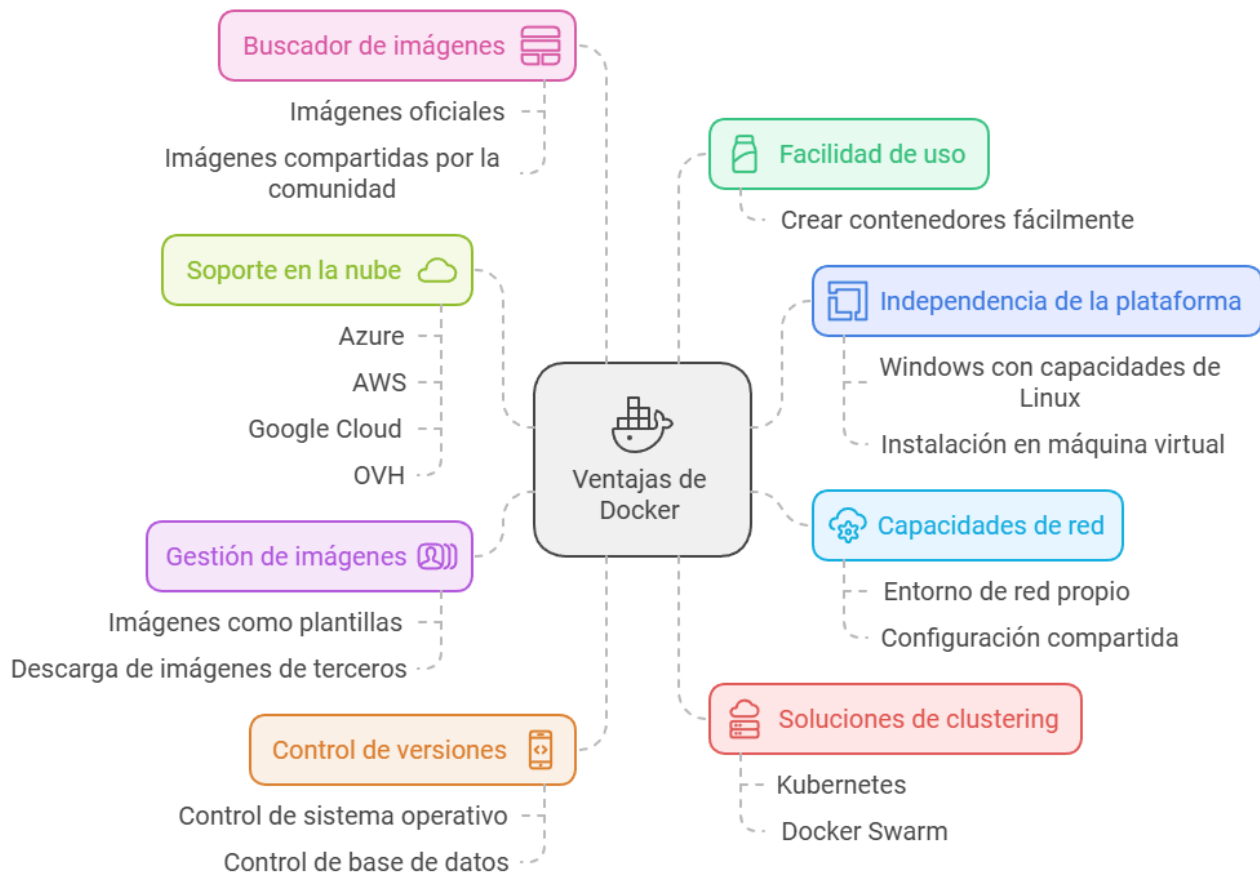 Buscador de imágenes
Imágenes oficiales
Imágenes compartidas por la
comunidad
Soporte en la nube
Azure
AWS
Google Cloud
OVH
Gestión de imágenes
Imágenes como plantillas
Descarga de imágenes de terceros
Control de versiones
Control de sistema operativo
Control de base de datos
Ventajas de
Docker
Facilidad de uso
Crear contenedores fácilmente
Independencia de la plataforma
Windows con capacidades de
Linux
Instalación en máquina virtual
Capacidades de red
Entorno de red propio
Configuración compartida
Soluciones de clustering
Kubernetes
Docker Swarm